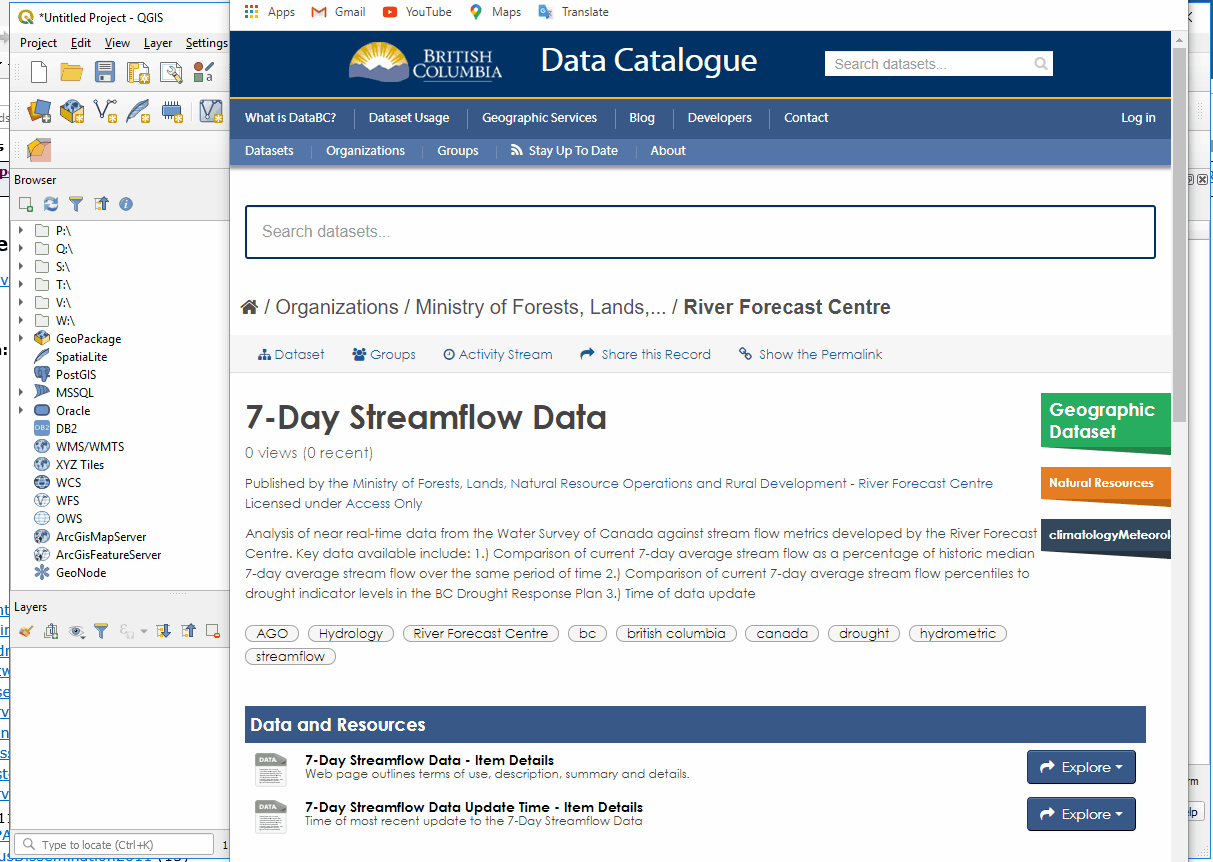 *Untitled Project - QGIS
Project Edit View Layer Settings
Browser
P:\
Q:\
S:\
T:\
V:\
W:\
GeoPackage
SpatiaLite
PostGIS
MSSQL
Oracle
DB2
WMS/WMTS
XYZ Tiles
WCS
WFS
OWS
ArcGisMapServer
ArcGisFeatureServer
GeoNode
Layers
Type to locate (Ctrl+K)
Apps Gmail YouTube Maps Translate
BRITISH
COLUMBIA
Data Catalogue
Search datasets...
What is DataBC? Dataset Usage Geographic Services Blog Developers Contact Log in
Datasets Organizations Groups Stay Up To Date About
Search datasets...
/ Organizations / Ministry of Forests, Lands,... / River Forecast Centre
Dataset Groups Activity Stream Share this Record Show the Permalink
7-Day Streamflow Data
0 views (0 recent)
Published by the Ministry of Forests, Lands, Natural Resource Operations and Rural Development - River Forecast Centre
Licensed under Access Only
Analysis of near real-time data from the Water Survey of Canada against stream flow metrics developed by the River Forecast
Centre. Key data available include: 1.) Comparison of current 7-day average stream flow as a percentage of historic median
7-day average stream flow over the same period of time 2.) Comparison of current 7-day average stream flow percentiles to
drought indicator levels in the BC Drought Response Plan 3.) Time of data update
Geographic
Dataset
Natural Resources
climatologyMeteorol
AGO Hydrology River Forecast Centre bc british columbia canada drought hydrometric
streamflow
Data and Resources
DATA
7-Day Streamflow Data - Item Details
Web page outlines terms of use, description, summary and details.
Explore
DATA
7-Day Streamflow Data Update Time - Item Details
Time of most recent update to the 7-Day Streamflow Data
Explore